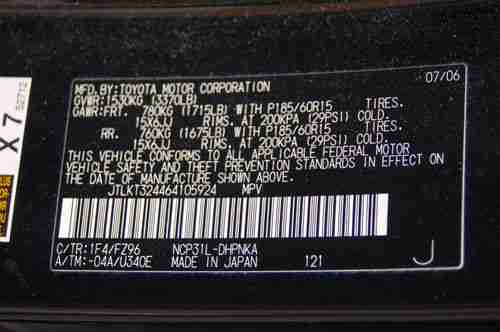 MFD. BY: TOYOTA MOTOR CORPORATION 07/06
GVWR: 1530KG (3370LB)
GAWR: FRT. 780KG (1715LB) WITH P185/60R15 TIRES.
15X6JJ RIMS. AT 200KPA (29PSI) COLD
RR. 760KG (1675LB) WITH P185/60R15 TIRES.
15X6JJ RIMS. AT 200KPA (29PSI) COLD
THIS VEHICLE CONFORMS TO ALL APPLICABLE FEDERAL MOTOR
VEHICLE SAFETY AND THEFT PREVENTION STANDARDS IN EFFECT ON
THE DATE OF MANUFACTURE SHOWN ABOVE.
JTLKT324464105924 MPV
C/TR: 1F4/FZ96 NCP31L-DHPNKA
A/TM: -04A/U340E MADE IN JAPAN 121 J
X 7
52712